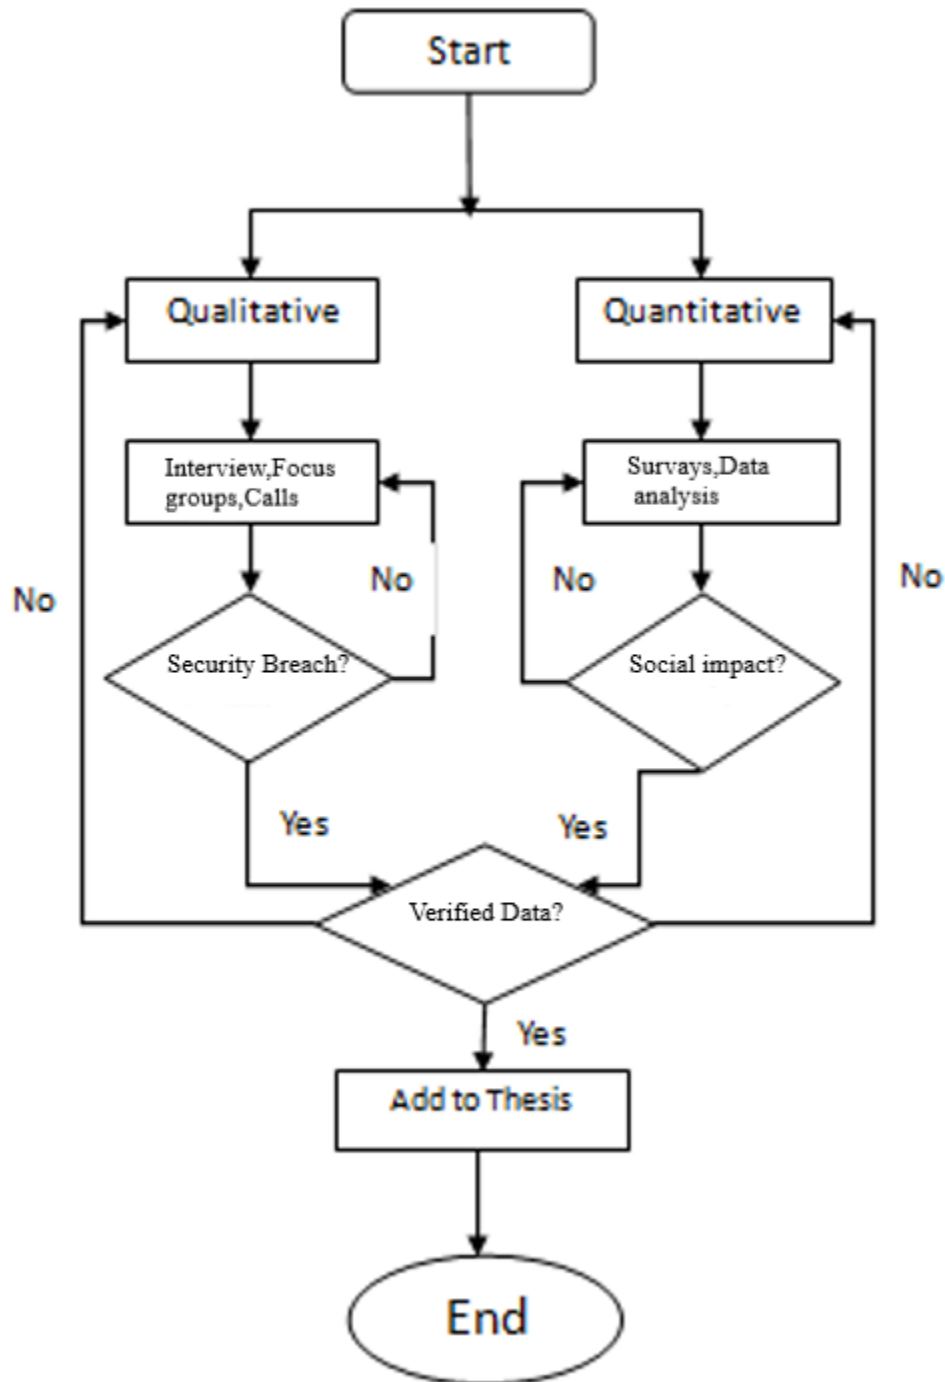 Start
Qualitative
Quantitative
Interview,Focus
groups,Calls
Survays,Data
analysis
No
No
No
No
Security Breach?
Social impact?
Yes
Yes
Verified Data?
Yes
Add to Thesis
End